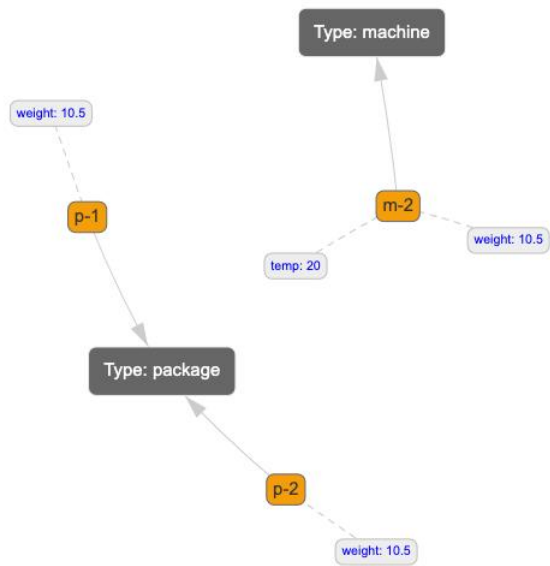 Type: machine
weight: 10.5
p-1
m-2
weight: 10.5
temp: 20
Type: package
p-2
weight: 10.5